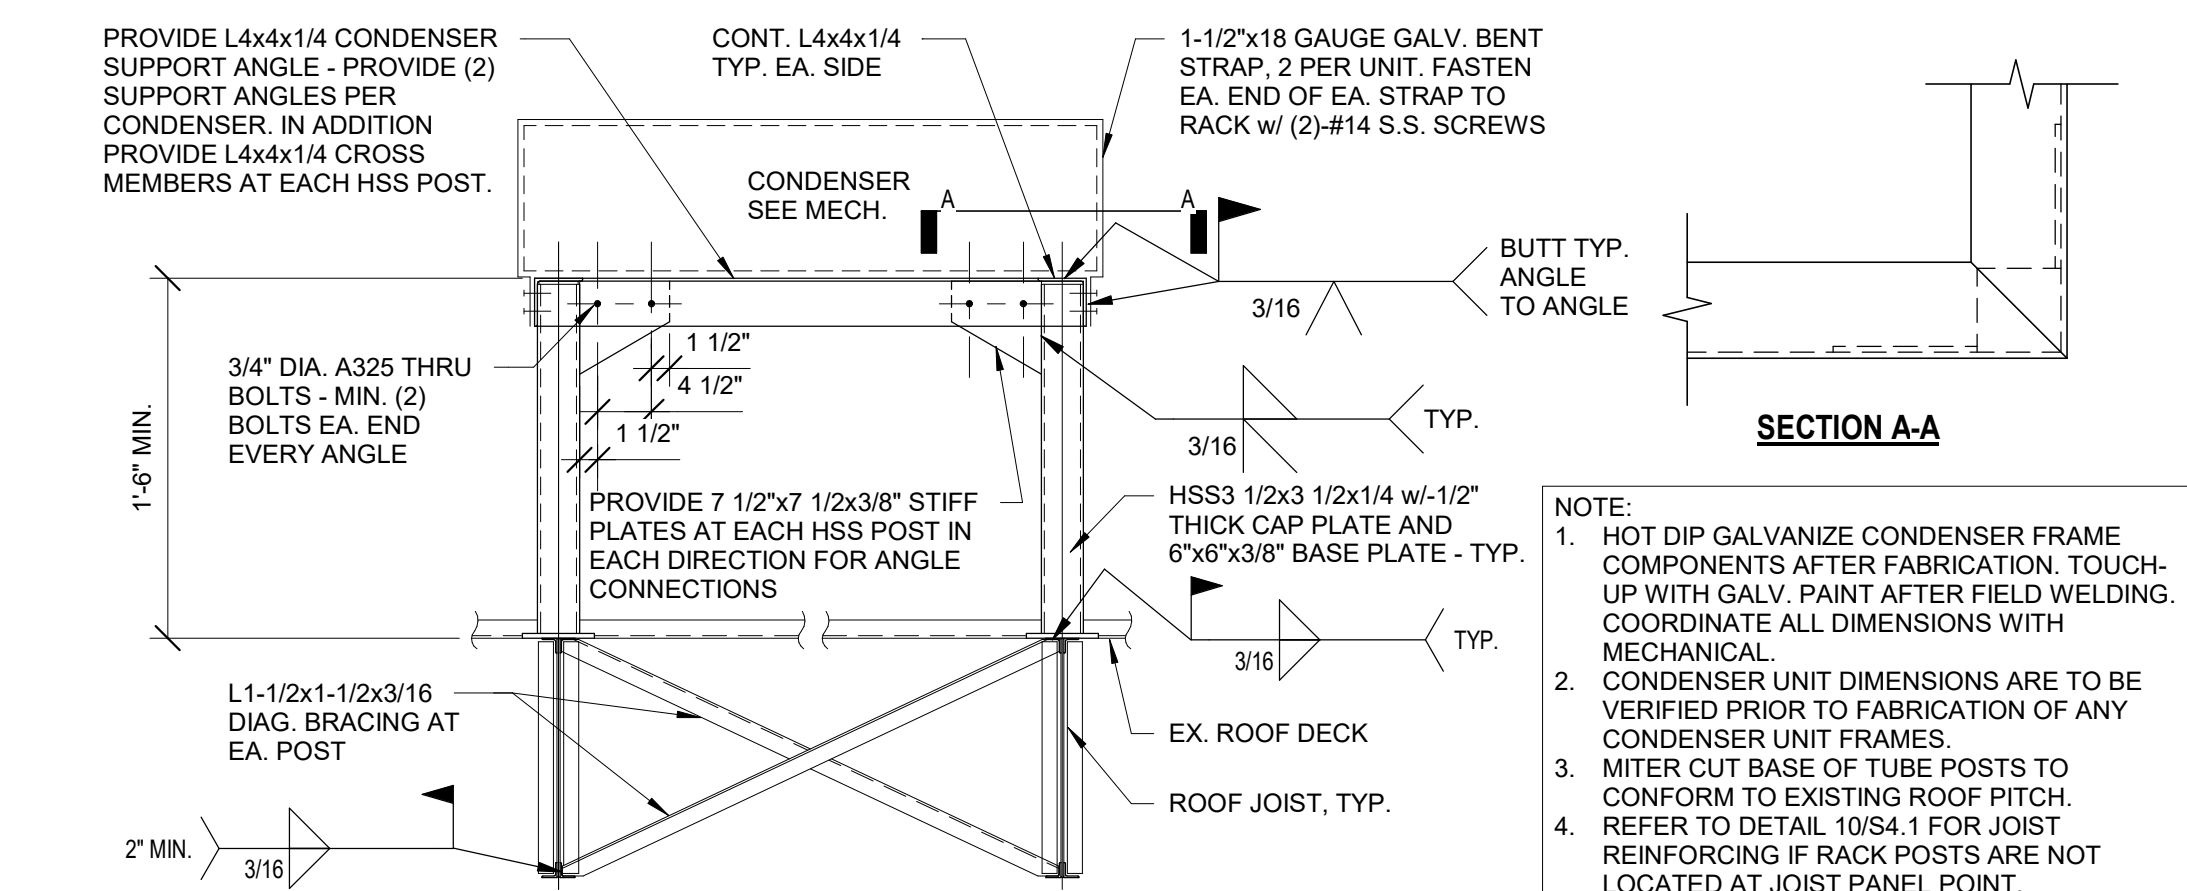 PROVIDE L4x4x1/4 CONDENSER
SUPPORT ANGLE - PROVIDE (2)
SUPPORT ANGLES PER
CONDENSER. IN ADDITION
PROVIDE L4x4x1/4 CROSS
MEMBERS AT EACH HSS POST.
CONT. L4x4x1/4
TYP. EA. SIDE
1-1/2"x18 GAUGE GALV. BENT
STRAP, 2 PER UNIT. FASTEN
EA. END OF EA. STRAP TO
RACK w/ (2)-#14 S.S. SCREWS
CONDENSER
SEE MECH.
A
A
BUTT TYP.
ANGLE
TO ANGLE
3/16
1'-6" MIN.
3/4" DIA. A325 THRU
BOLTS - MIN. (2)
BOLTS EA. END
EVERY ANGLE
1 1/2"
4 1/2"
1 1/2"
3/16
TYP.
SECTION A-A
PROVIDE 7 1/2"x7 1/2x3/8" STIFF
PLATES AT EACH HSS POST IN
EACH DIRECTION FOR ANGLE
CONNECTIONS
HSS3 1/2x3 1/2x1/4 w/-1/2"
THICK CAP PLATE AND
6"x6"x3/8" BASE PLATE - TYP.
3/16
TYP.
L1-1/2x1-1/2x3/16
DIAG. BRACING AT
EA. POST
EX. ROOF DECK
ROOF JOIST, TYP.
2" MIN.
3/16
NOTE:
1. HOT DIP GALVANIZE CONDENSER FRAME
COMPONENTS AFTER FABRICATION. TOUCH-
UP WITH GALV. PAINT AFTER FIELD WELDING.
COORDINATE ALL DIMENSIONS WITH
MECHANICAL.
2. CONDENSER UNIT DIMENSIONS ARE TO BE
VERIFIED PRIOR TO FABRICATION OF ANY
CONDENSER UNIT FRAMES.
3. MITER CUT BASE OF TUBE POSTS TO
CONFORM TO EXISTING ROOF PITCH.
4. REFER TO DETAIL 10/S4.1 FOR JOIST
REINFORCING IF RACK POSTS ARE NOT
LOCATED AT JOIST PANEL POINT.